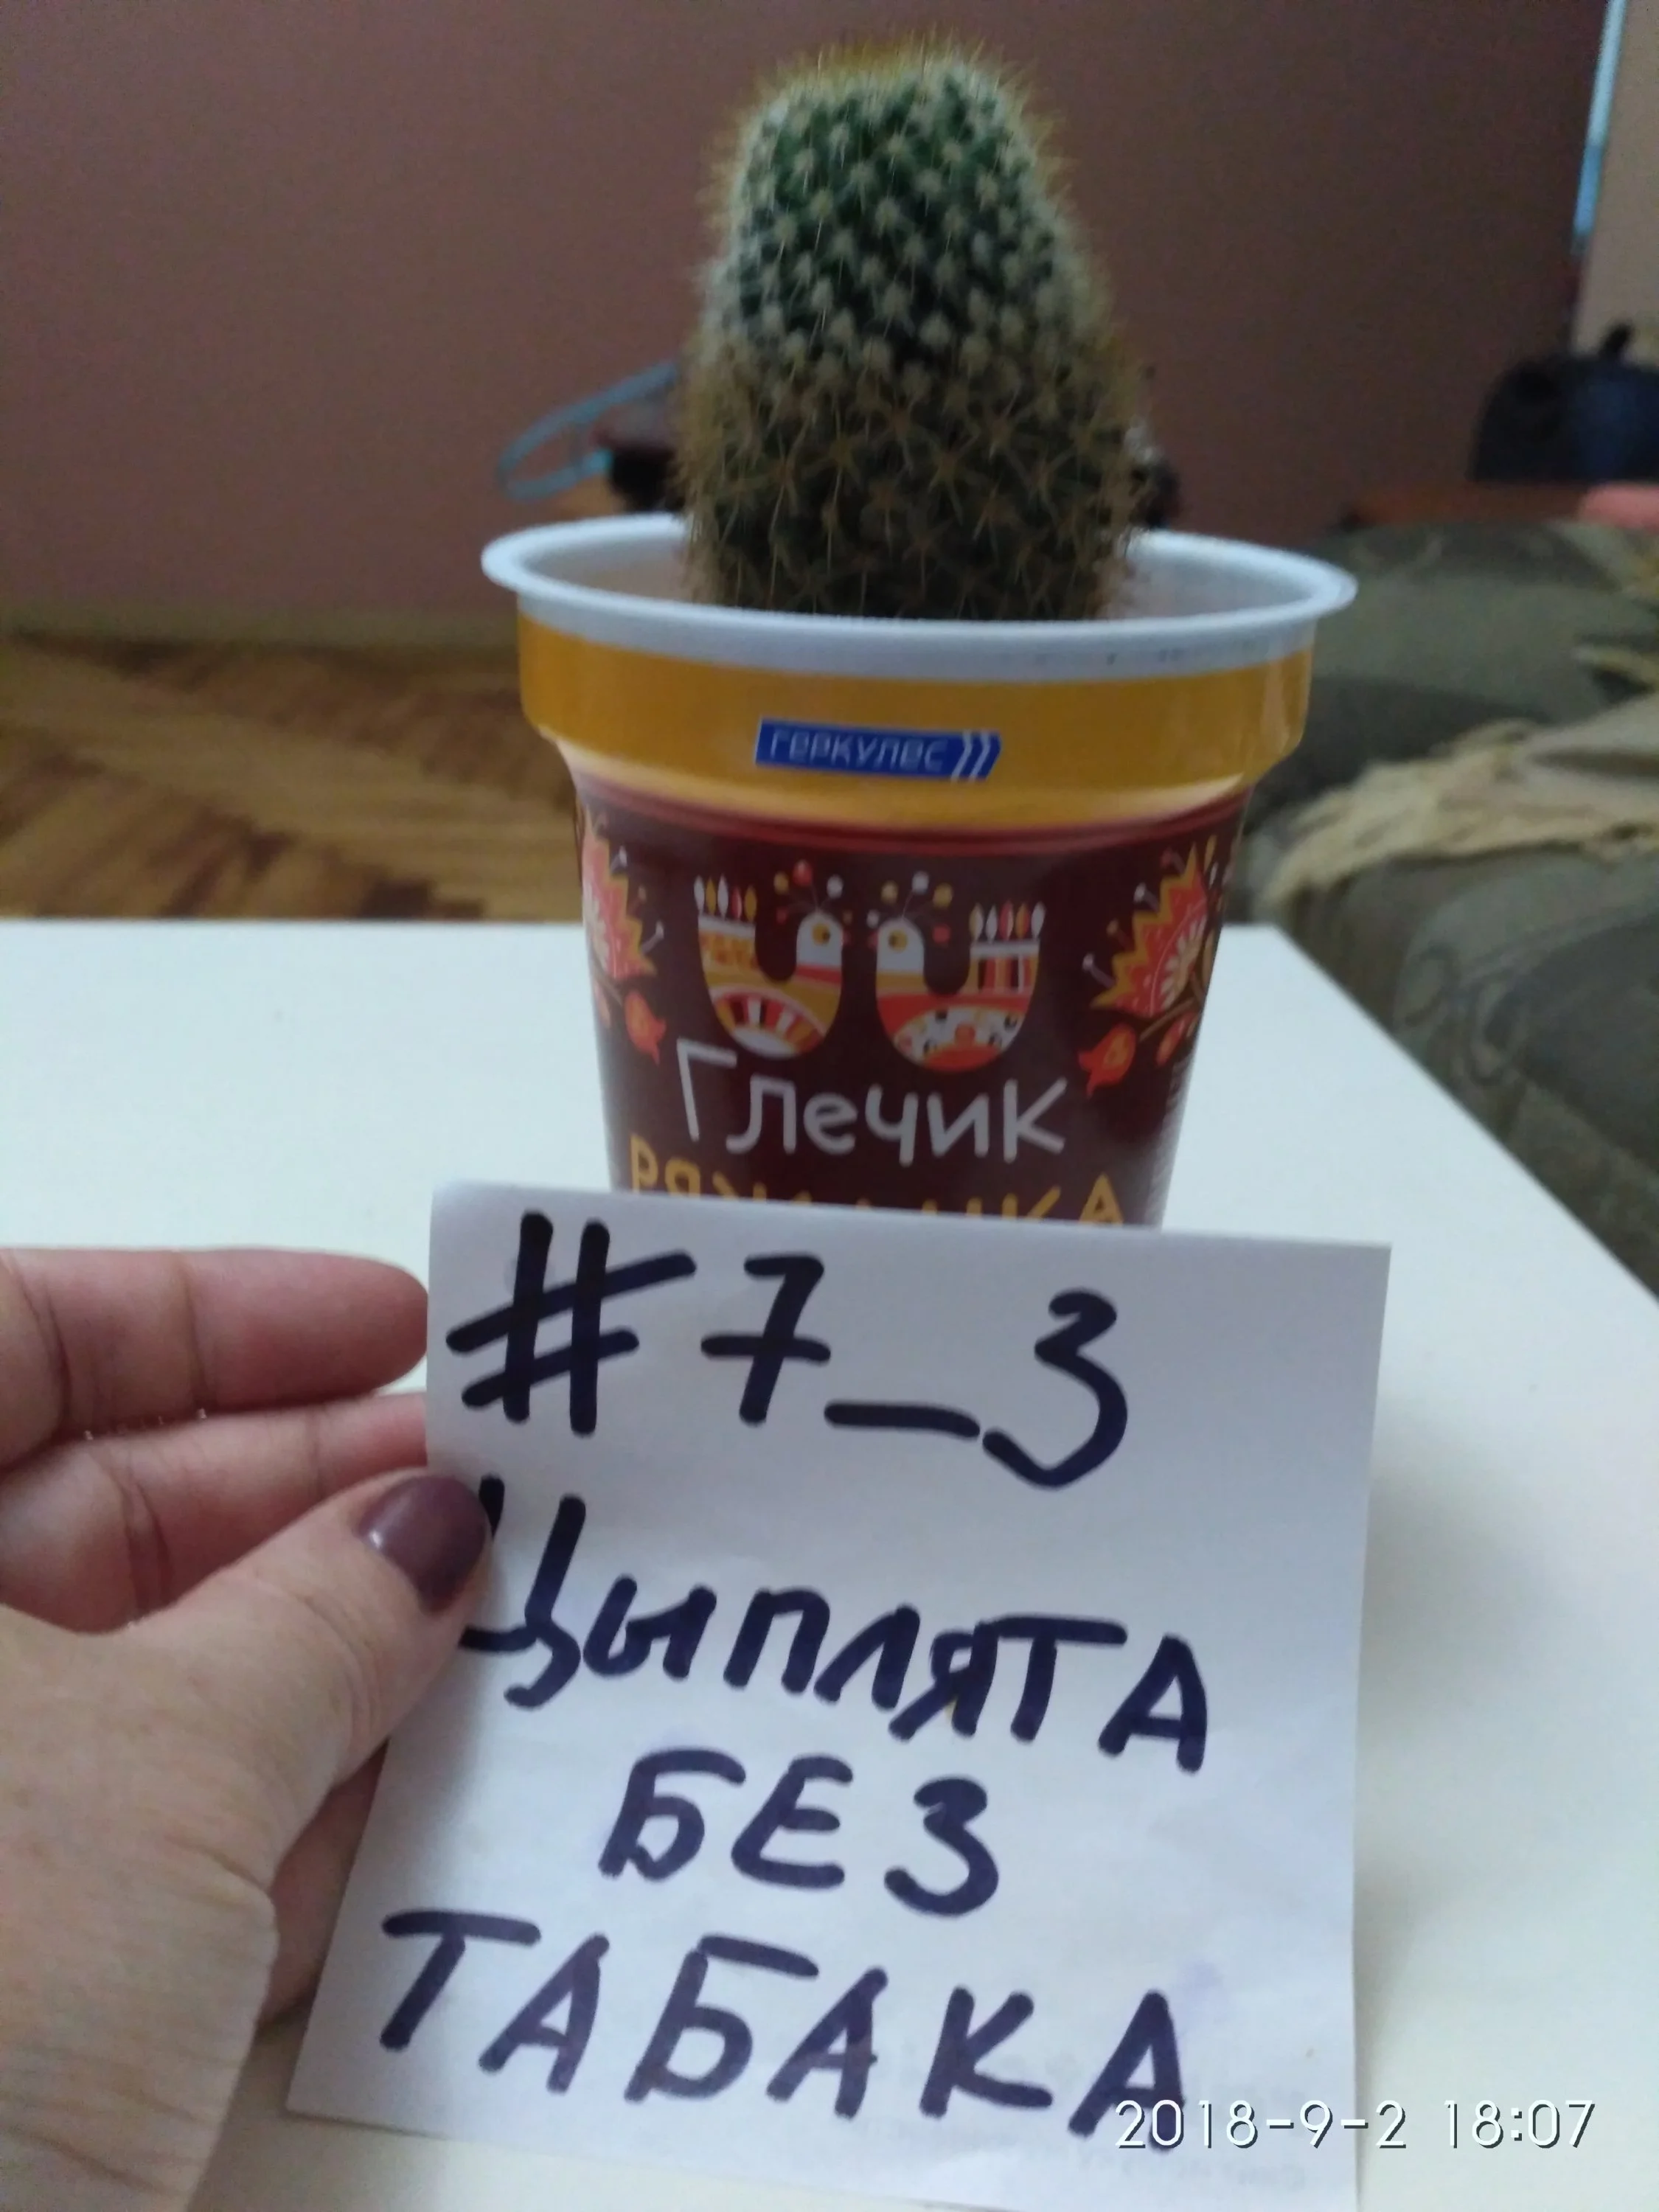 Геркулес
Глечик
#7_3
ЦЫПЛЯТА
БЕЗ
ТАБАКА
2018-9-2 18:07